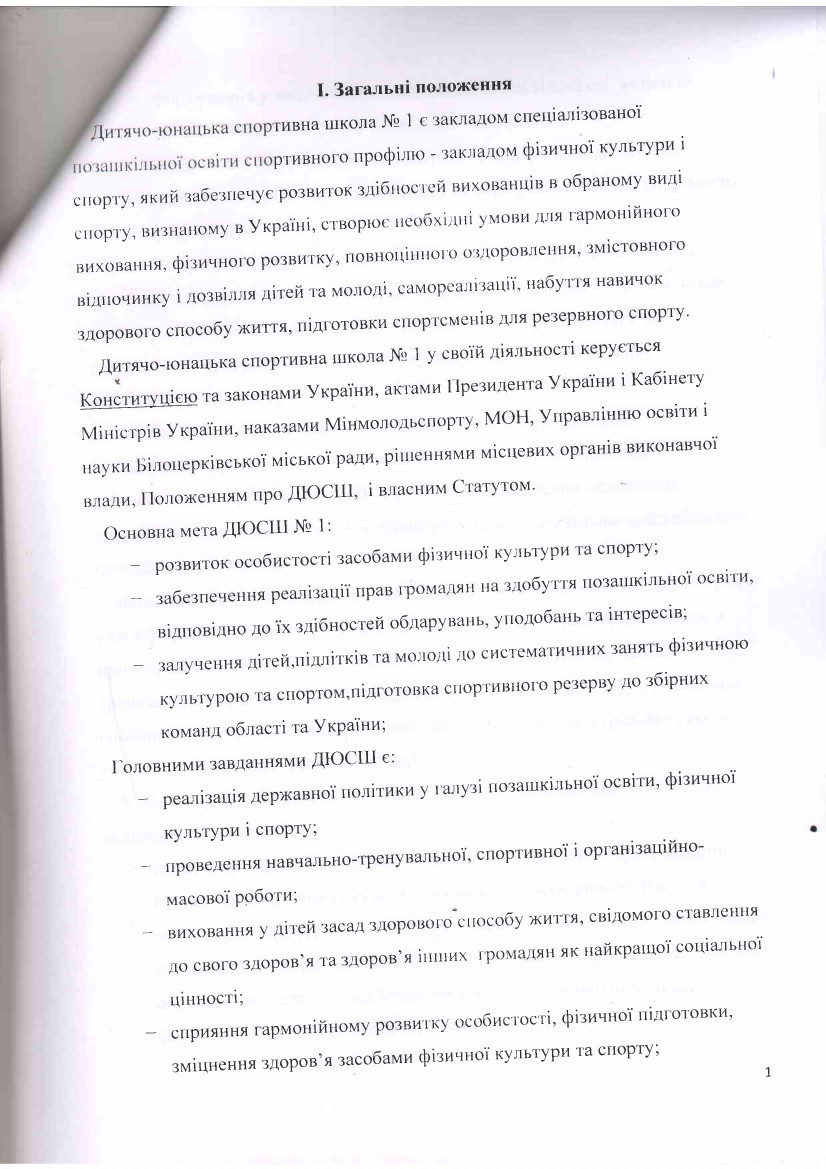 І. Загальні положення
Дитячо-юнацька спортивна школа № 1 є закладом спеціалізованої
позашкільної освіти спортивного профілю - закладом фізичної культури і
спорту, який забезпечує розвиток здібностей вихованців в обраному виді
спорту, визнаному в Україні, створює необхідні умови для гармонійного
виховання, фізичного розвитку, повноцінного оздоровлення, змістовного
відпочинку і дозвілля дітей та молоді, самореалізації, набуття навичок
здорового способу життя, підготовки спортсменів для резервного спорту.
Дитячо-юнацька спортивна школа № 1 у своїй діяльності керується
Конституцією та законами України, актами Президента України і Кабінету
Міністрів України, наказами Мінмолодьспорту, МОН, Управлінню освіти і
науки Білоцерківської міської ради, рішеннями місцевих органів виконавчої
влади, Положенням про ДЮСШ, і власним Статутом.
Основна мета ДЮСШ № 1:
– розвиток особистості засобами фізичної культури та спорту;
– забезпечення реалізації прав громадян на здобуття позашкільної освіти,
відповідно до їх здібностей обдарувань, уподобань та інтересів;
– залучення дітей,підлітків та молоді до систематичних занять фізичною
культурою та спортом,підготовка спортивного резерву до збірних
команд області та України;
Головними завданнями ДЮСШ є:
– реалізація державної політики у галузі позашкільної освіти, фізичної
культури і спорту;
– проведення навчально-тренувальної, спортивної і організаційно-
масової роботи;
– виховання у дітей засад здорового способу життя, свідомого ставлення
до свого здоров’я та здоров’я інших громадян як найкращої соціальної
цінності;
– сприяння гармонійному розвитку особистості, фізичної підготовки,
зміцнення здоров’я засобами фізичної культури та спорту;
1